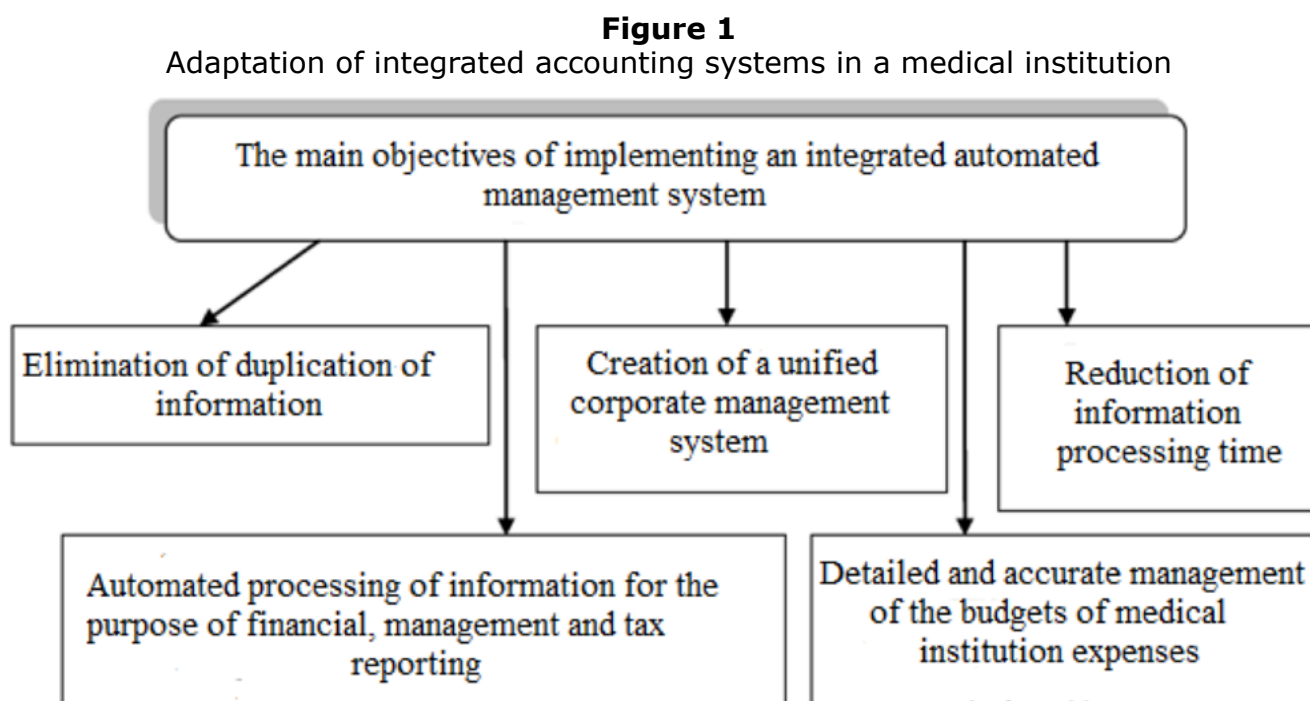 Figure 1
Adaptation of integrated accounting systems in a medical institution
The main objectives of implementing an integrated automated
management system
Elimination of duplication of
information
Creation of a unified
corporate management
system
Reduction of
information
processing time
Automated processing of information for the
purpose of financial, management and tax
reporting
Detailed and accurate management
of the budgets of medical
institution expenses